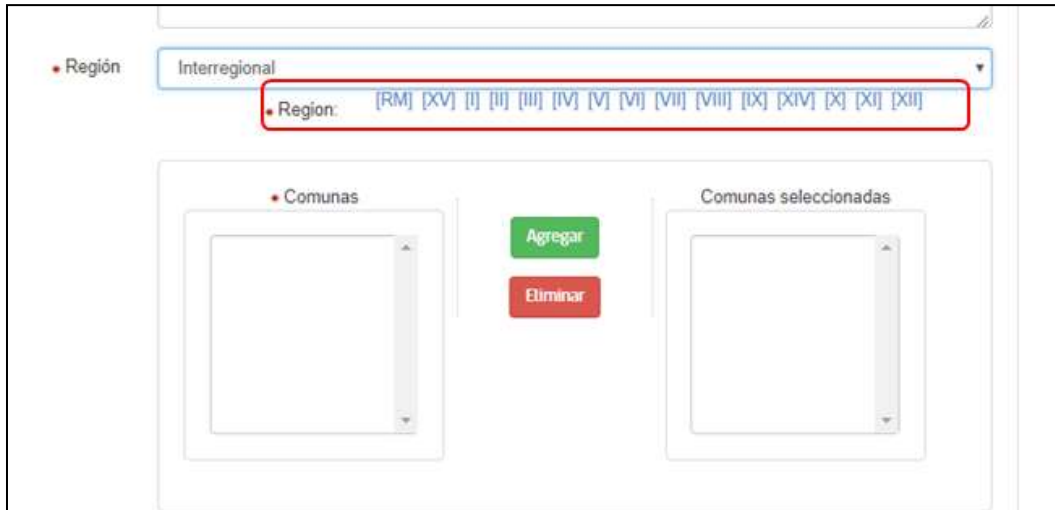 Región
Interregional
Region:
[RM] [XV] [I] [II] [III] [IV] [V] [VI] [VII] [VIII] [IX] [XIV] [X] [XI] [XII]
Comunas
Comunas seleccionadas
Agregar
Eliminar